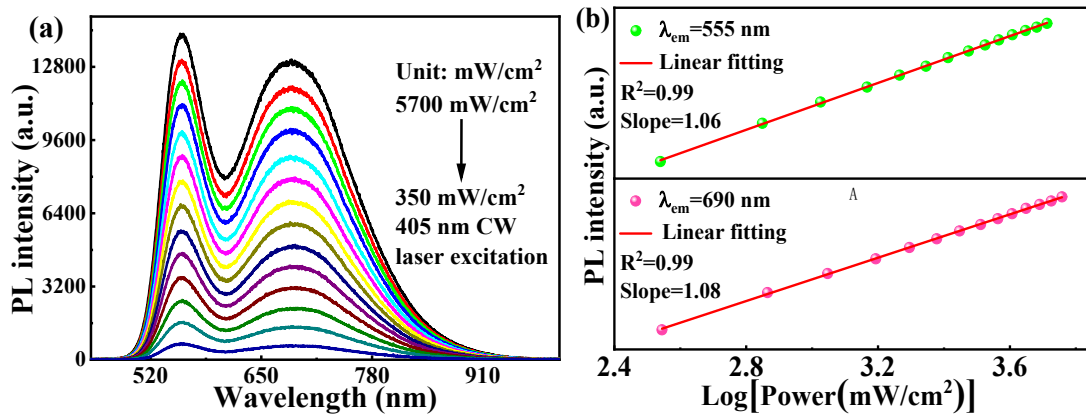 (a)
PL intensity (a.u.)
12800
9600
6400
3200
0
520
650
780
910
Wavelength (nm)
Unit: mW/cm²
5700 mW/cm²
350 mW/cm²
405 nm CW
laser excitation
(b)
PL intensity (a.u.)
λem=555 nm
Linear fitting
R²=0.99
Slope=1.06
A
λem=690 nm
Linear fitting
R²=0.99
Slope=1.08
2.4
2.8
3.2
3.6
Log[Power(mW/cm²)]